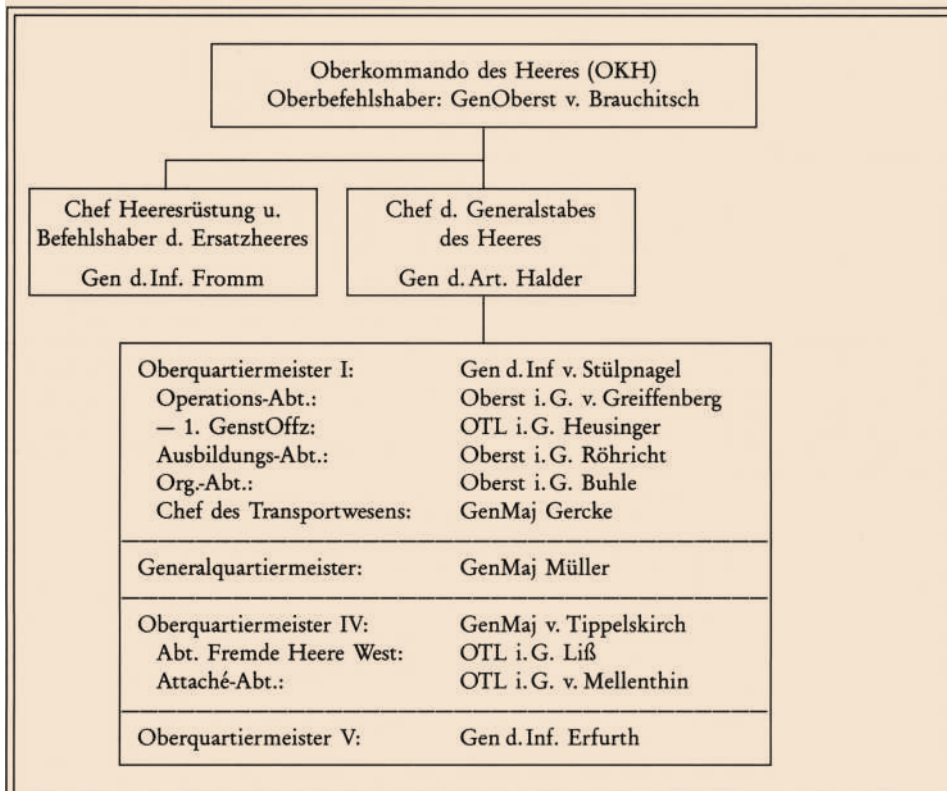 Oberkommando des Heeres (OKH)
Oberbefehlshaber: GenOberst v. Brauchitsch
Chef Heeresrüstung u.
Befehlshaber d. Ersatzheeres
Gen d. Inf. Fromm
Chef d. Generalstabes
des Heeres
Gen d. Art. Halder
Oberquartiermeister I: Gen d. Inf v. Stülpnagel
Operations-Abt.: Oberst i. G. v. Greiffenberg
— 1. GenstOffz: OTL i. G. Heusinger
Ausbildungs-Abt.: Oberst i. G. Röhricht
Org.-Abt.: Oberst i. G. Buhle
Chef des Transportwesens: GenMaj Gercke
Generalquartiermeister: GenMaj Müller
Oberquartiermeister IV: GenMaj v. Tippelskirch
Abt. Fremde Heere West: OTL i. G. Liß
Attaché-Abt.: OTL i. G. v. Mellenthin
Oberquartiermeister V: Gen d. Inf. Erfurth